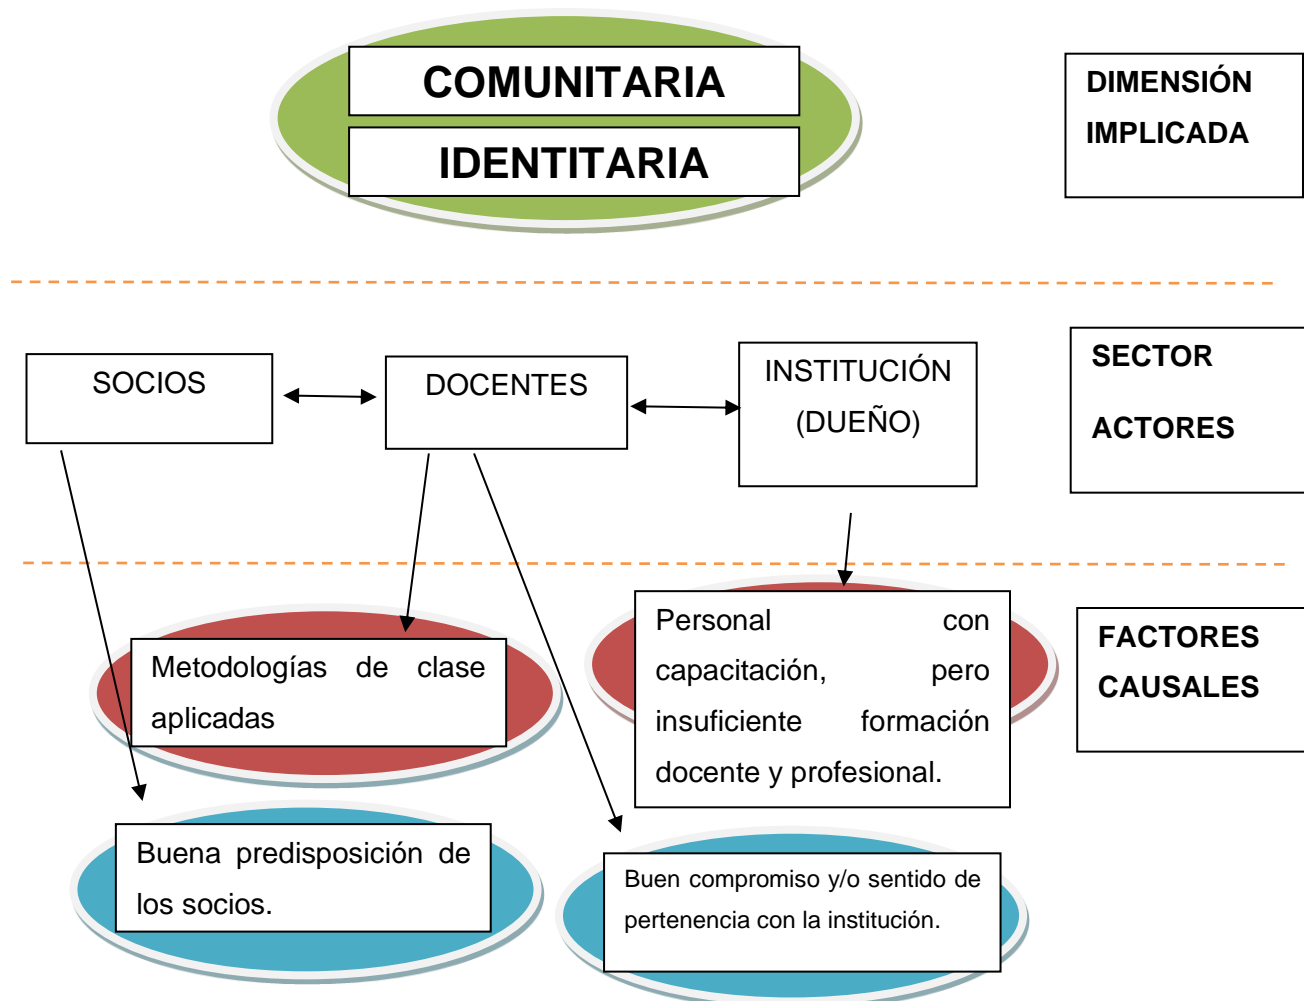 COMUNITARIA
IDENTITARIA
DIMENSIÓN
IMPLICADA
SOCIOS
DOCENTES
INSTITUCIÓN
(DUEÑO)
SECTOR
ACTORES
Metodologías de clase
aplicadas
Personal con
capacitación, pero
insuficiente formación
docente y profesional.
FACTORES
CAUSALES
Buena predisposición de
los socios.
Buen compromiso y/o sentido de
pertenencia con la institución.